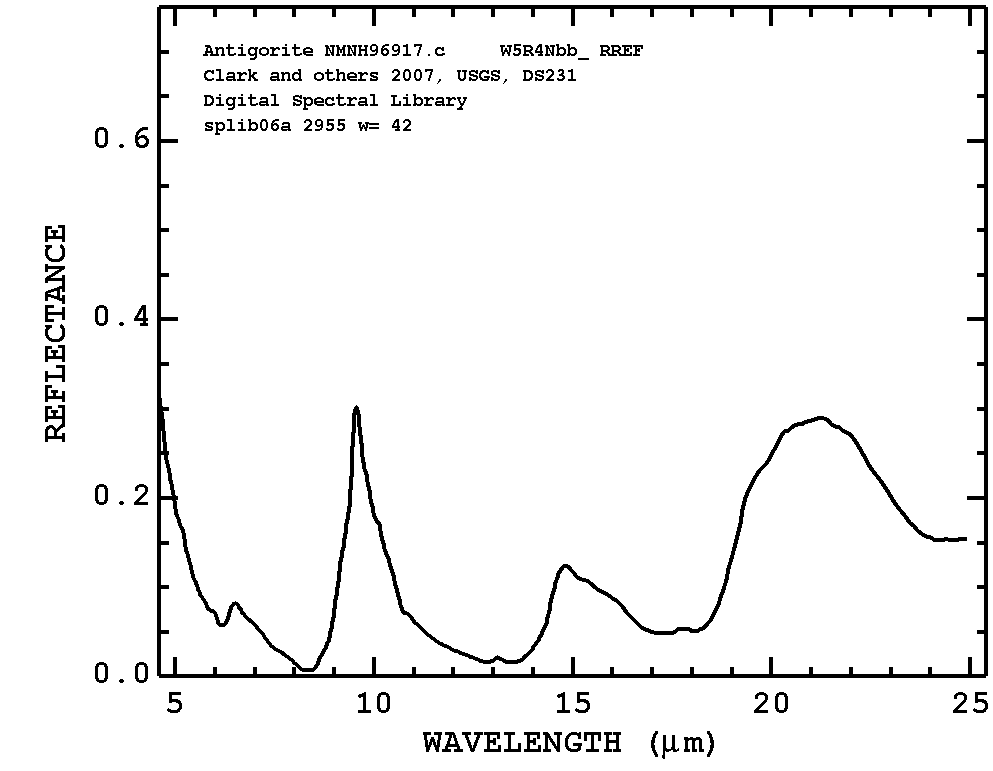 Antigorite NMNH96917.c W5R4Nbb_ RREF
Clark and others 2007, USGS, DS231
Digital Spectral Library
splib06a 2955 w= 42
0.6
0.4
0.2
0.0
REFLECTANCE
5 10 15 20 25
WAVELENGTH (μm)